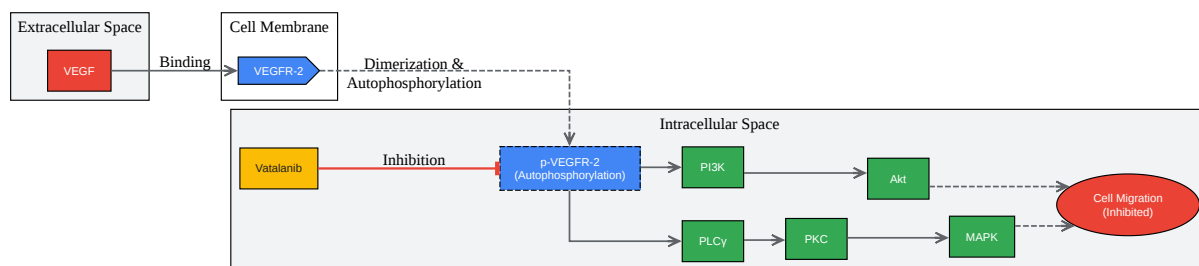 Extracellular Space
Cell Membrane
VEGF
Binding
VEGFR-2
Dimerization &
Autophosphorylation
Intracellular Space
Vatalanib
Inhibition
p-VEGFR-2
(Autophosphorylation)
PI3K
Akt
Cell Migration
(Inhibited)
PLCγ
PKC
MAPK